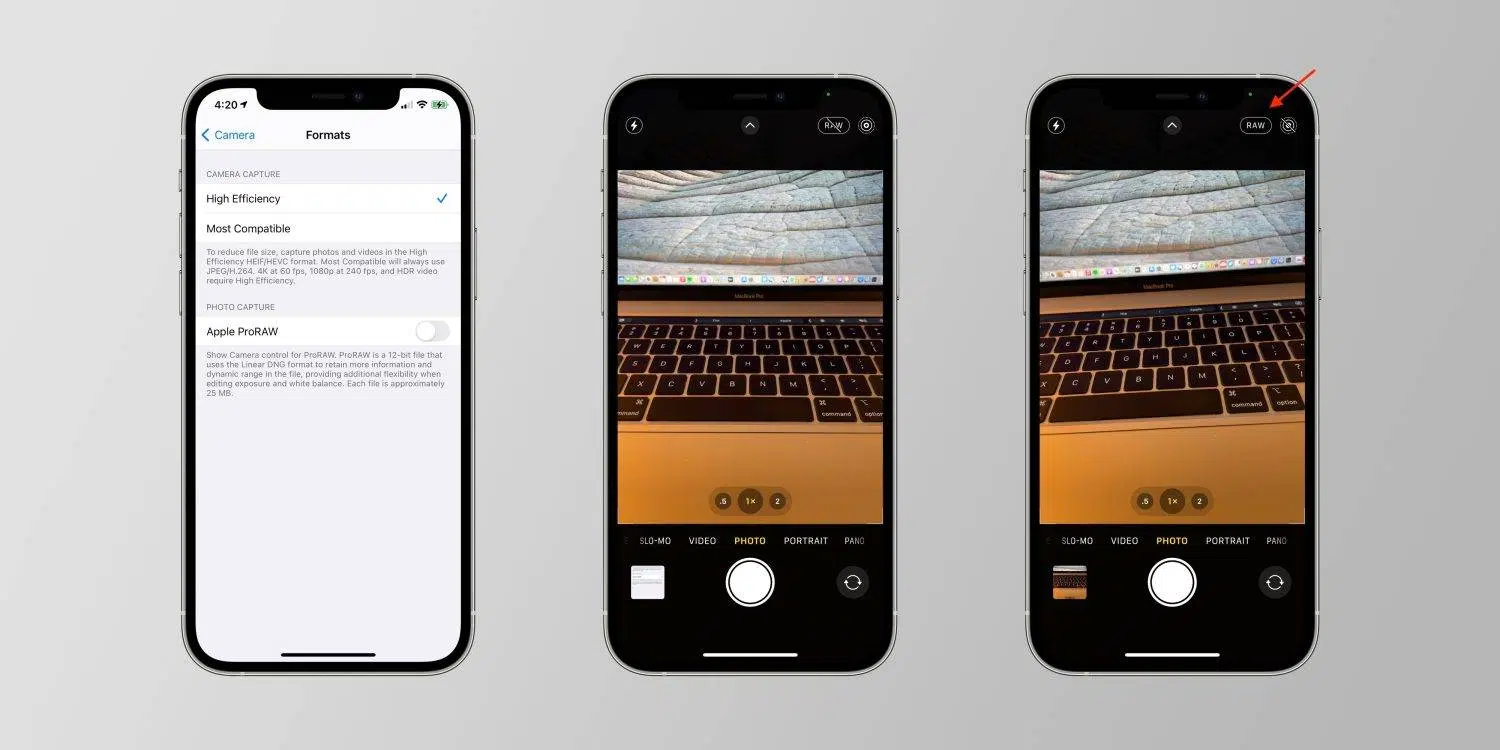 4:20
Camera
Formats
CAMERA CAPTURE
High Efficiency
Most Compatible
To reduce file size, capture photos and videos in the High
Efficiency HEIF/HEVC format. Most Compatible will always use
JPEG/H.264. 4K at 60 fps, 1080p at 240 fps, and HDR video
require High Efficiency.
PHOTO CAPTURE
Apple ProRAW
Show Camera control for ProRAW. ProRAW is a 12-bit file that
uses the Linear DNG format to retain more information and
dynamic range in the file, providing additional flexibility when
editing exposure and white balance. Each file is approximately
25 MB.
RAW
MacBook Pro
W E R T Y U I O P
S D F G H J K L
X C V B N M < >
command
⌘ command
⌥ option
.5 1× 2
SLO-MO VIDEO PHOTO PORTRAIT PANO
RAW
MacBook Pro
W E R T Y U I O P
S D F G H J K L
X C V B N M
⌘ command
⌥ option
.5 1× 2
SLO-MO VIDEO PHOTO PORTRAIT PANO